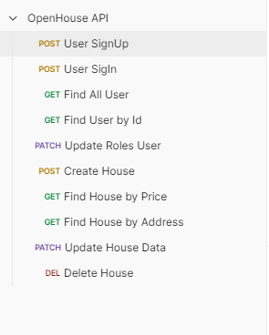 OpenHouse API
POST User SignUp
POST User SigIn
GET Find All User
GET Find User by Id
PATCH Update Roles User
POST Create House
GET Find House by Price
GET Find House by Address
PATCH Update House Data
DEL Delete House